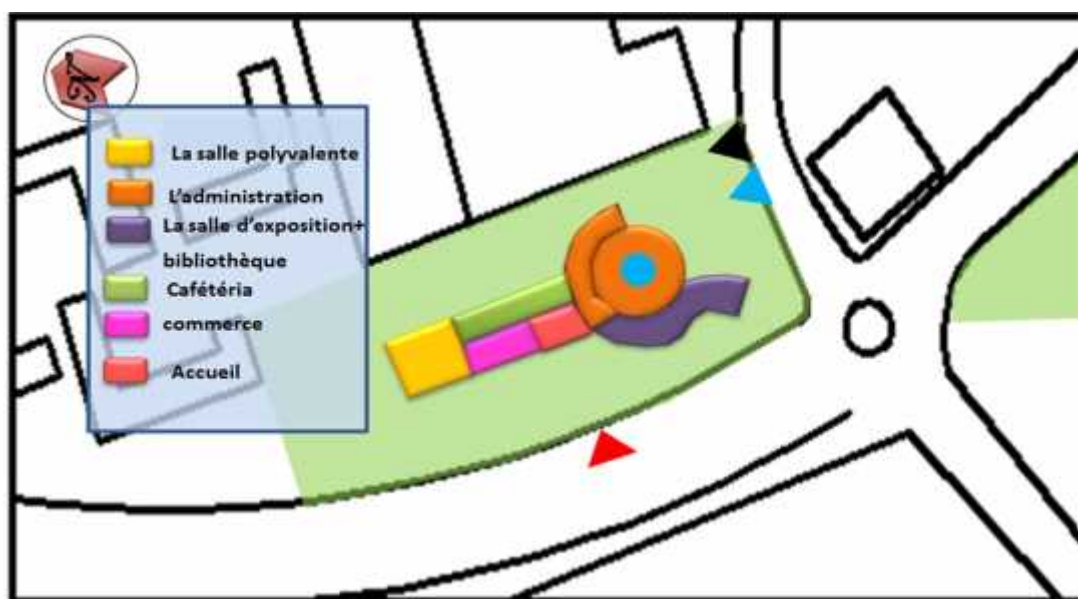 N
La salle polyvalente
L'administration
La salle d'exposition+
bibliothèque
Cafétéria
commerce
Accueil